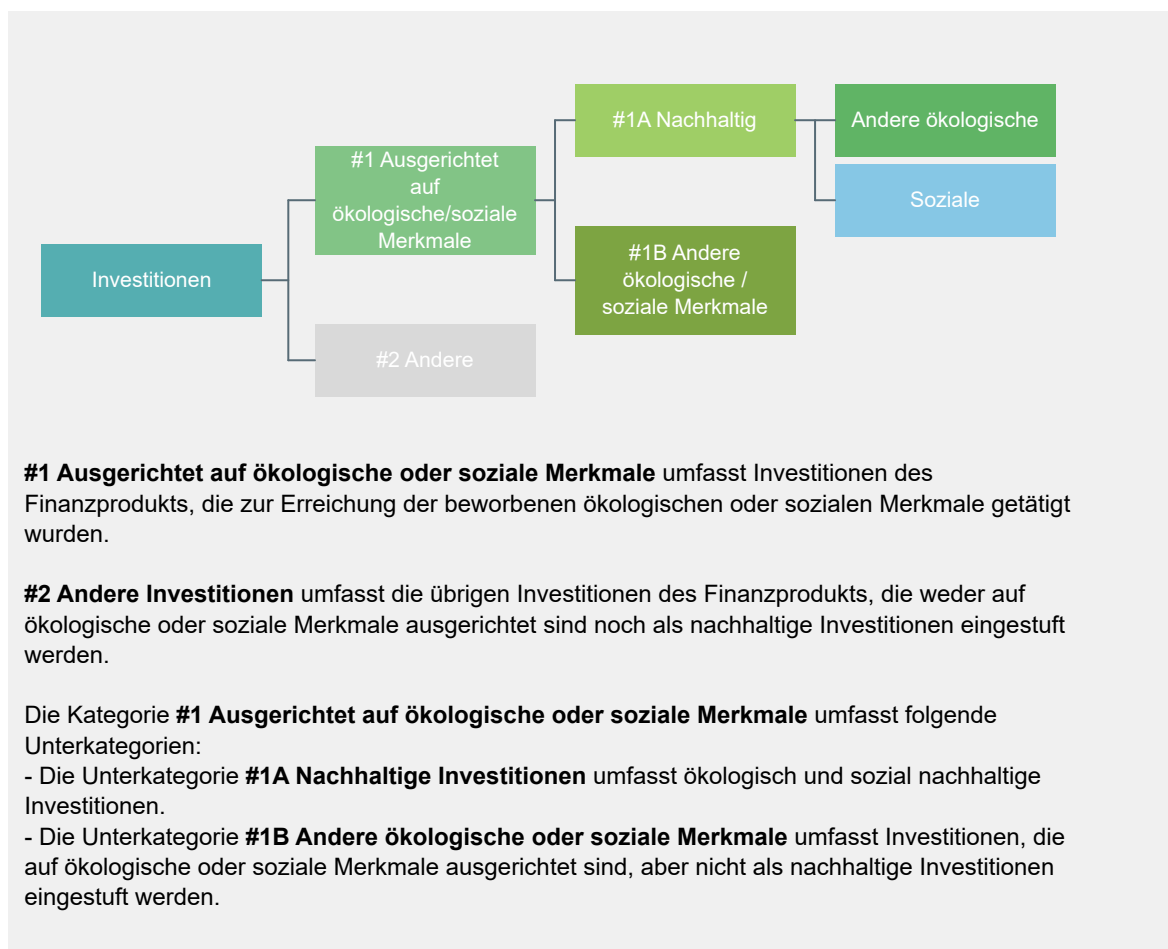 #1A Nachhaltig
Andere ökologische
#1 Ausgerichtet
auf
ökologische/soziale
Merkmale
Soziale
Investitionen
#1B Andere
ökologische /
soziale Merkmale
#2 Andere
#1 Ausgerichtet auf ökologische oder soziale Merkmale umfasst Investitionen des
Finanzprodukts, die zur Erreichung der beworbenen ökologischen oder sozialen Merkmale getätigt
wurden.
#2 Andere Investitionen umfasst die übrigen Investitionen des Finanzprodukts, die weder auf
ökologische oder soziale Merkmale ausgerichtet sind noch als nachhaltige Investitionen eingestuft
werden.
Die Kategorie #1 Ausgerichtet auf ökologische oder soziale Merkmale umfasst folgende
Unterkategorien:
- Die Unterkategorie #1A Nachhaltige Investitionen umfasst ökologisch und sozial nachhaltige
Investitionen.
- Die Unterkategorie #1B Andere ökologische oder soziale Merkmale umfasst Investitionen, die
auf ökologische oder soziale Merkmale ausgerichtet sind, aber nicht als nachhaltige Investitionen
eingestuft werden.